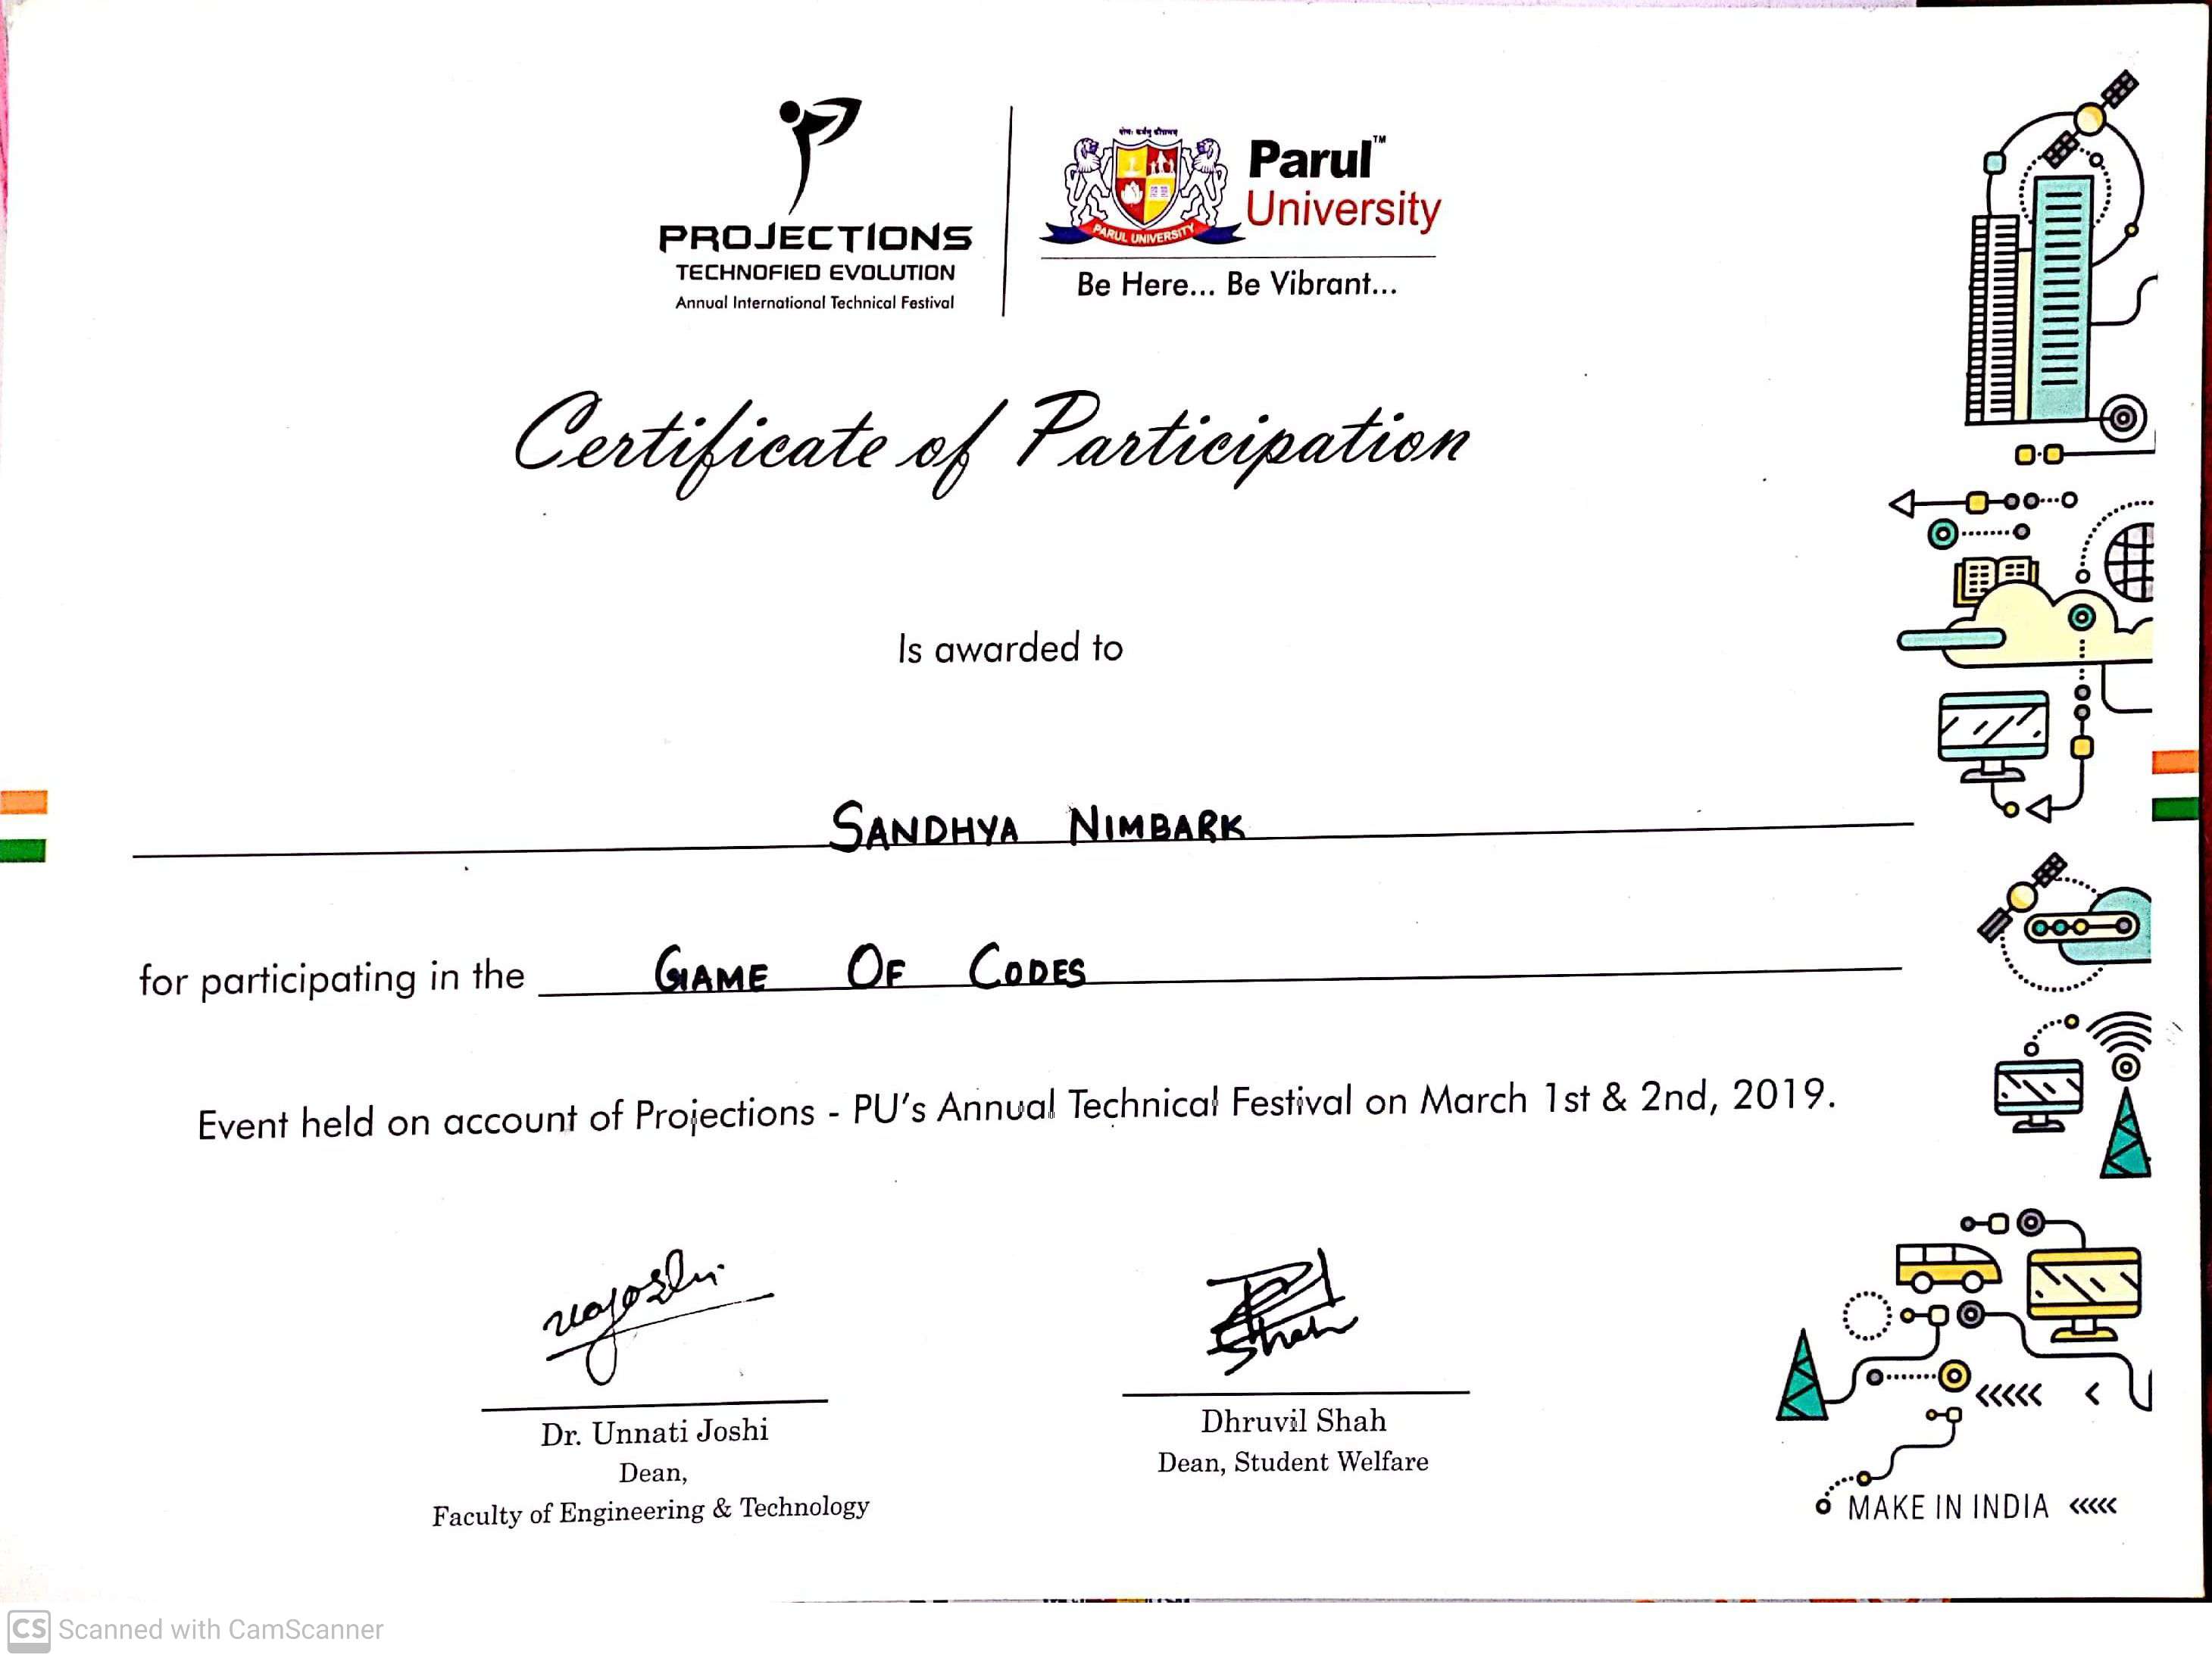 PROJECTIONS
TECHNOFIED EVOLUTION
Annual International Technical Festival
Parul™
University
PARUL UNIVERSITY
Be Here... Be Vibrant...
Certificate of Participation
Is awarded to
SANDHYA NIMBARK
for participating in the GAME OF CODES
Event held on account of Projections - PU's Annual Technical Festival on March 1st & 2nd, 2019.
Shah
Dr. Unnati Joshi
Dean,
Faculty of Engineering & Technology
Dhruvil Shah
Dean, Student Welfare
MAKE IN INDIA <<<<<
CS Scanned with CamScanner